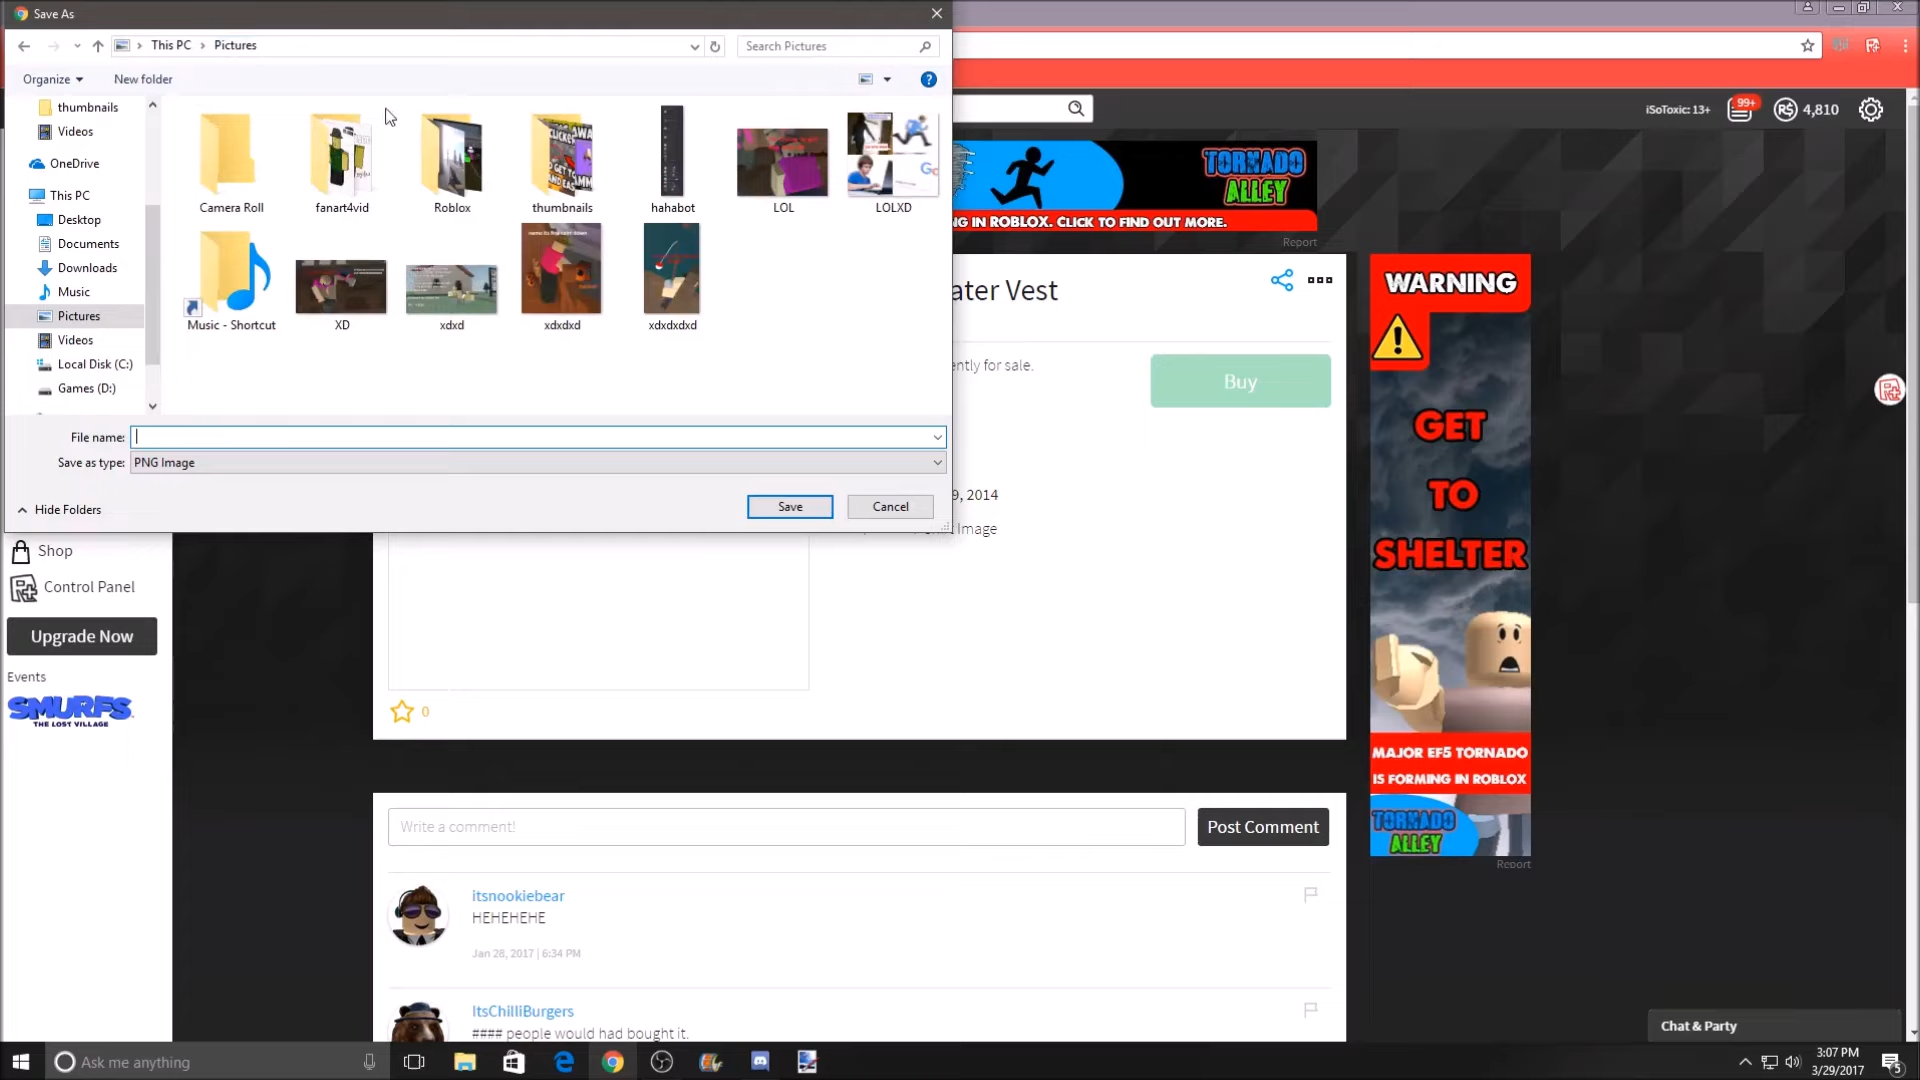 Save As
This PC > Pictures
Search Pictures
Organize
New folder
thumbnails
Videos
OneDrive
This PC
Desktop
Documents
Downloads
Music
Pictures
Videos
Local Disk (C:)
Games (D:)
Camera Roll
fanart4vid
Roblox
thumbnails
hahabot
LOL
LOLXD
Music - Shortcut
XD
xdxd
xdxdxd
xdxdxdxd
File name:
Save as type: PNG Image
Hide Folders
Save
Cancel
iSoToxic: 13+
99+
R$ 4,810
TORNADO
ALLEY
NG IN ROBLOX. CLICK TO FIND OUT MORE.
Report
ater Vest
ently for sale.
Buy
9, 2014
Image
Shop
Control Panel
Upgrade Now
Events
SMURFS
THE LOST VILLAGE
0
WARNING
GET
TO
SHELTER
MAJOR EF5 TORNADO
IS FORMING IN ROBLOX
TORNADO
ALLEY
Report
Write a comment!
Post Comment
itsnookiebear
HEHEHEHE
Jan 28, 2017 | 6:34 PM
ItsChilliBurgers
#### people would had bought it.
Chat & Party
Ask me anything
3:07 PM
3/29/2017
5